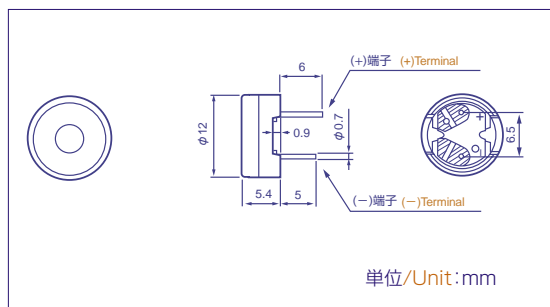 6
(+)端子 (+)Terminal
φ12
0.9
φ0.7
+
6.5
5.4
5
(−)端子 (−)Terminal
単位/Unit:mm